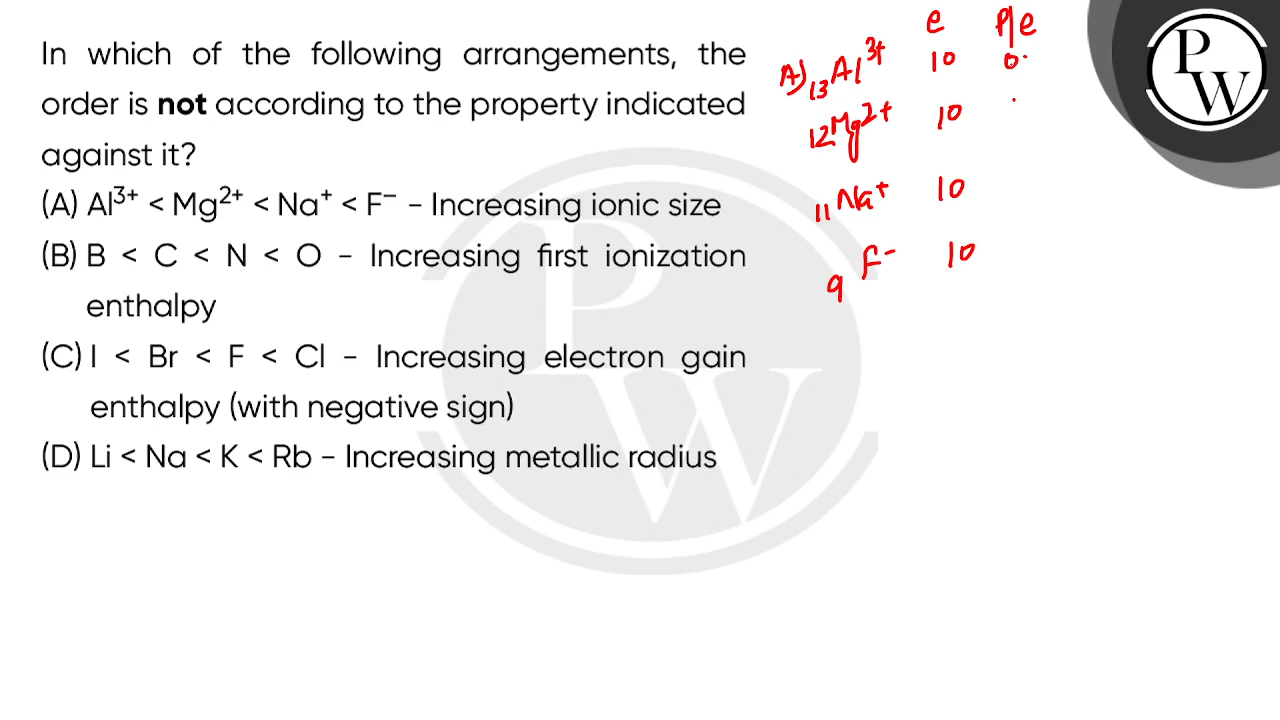 In which of the following arrangements, the
order is not according to the property indicated
against it?
(A) Al³⁺ < Mg²⁺ < Na⁺ < F⁻ – Increasing ionic size
(B) B < C < N < O – Increasing first ionization
enthalpy
(C) I < Br < F < Cl – Increasing electron gain
enthalpy (with negative sign)
(D) Li < Na < K < Rb – Increasing metallic radius
e P/e
A) ₁₃Al³⁺ 10 0.
₁₂Mg²⁺ 10
₁₁Na⁺ 10
₉F⁻ 10
P
W
P
W